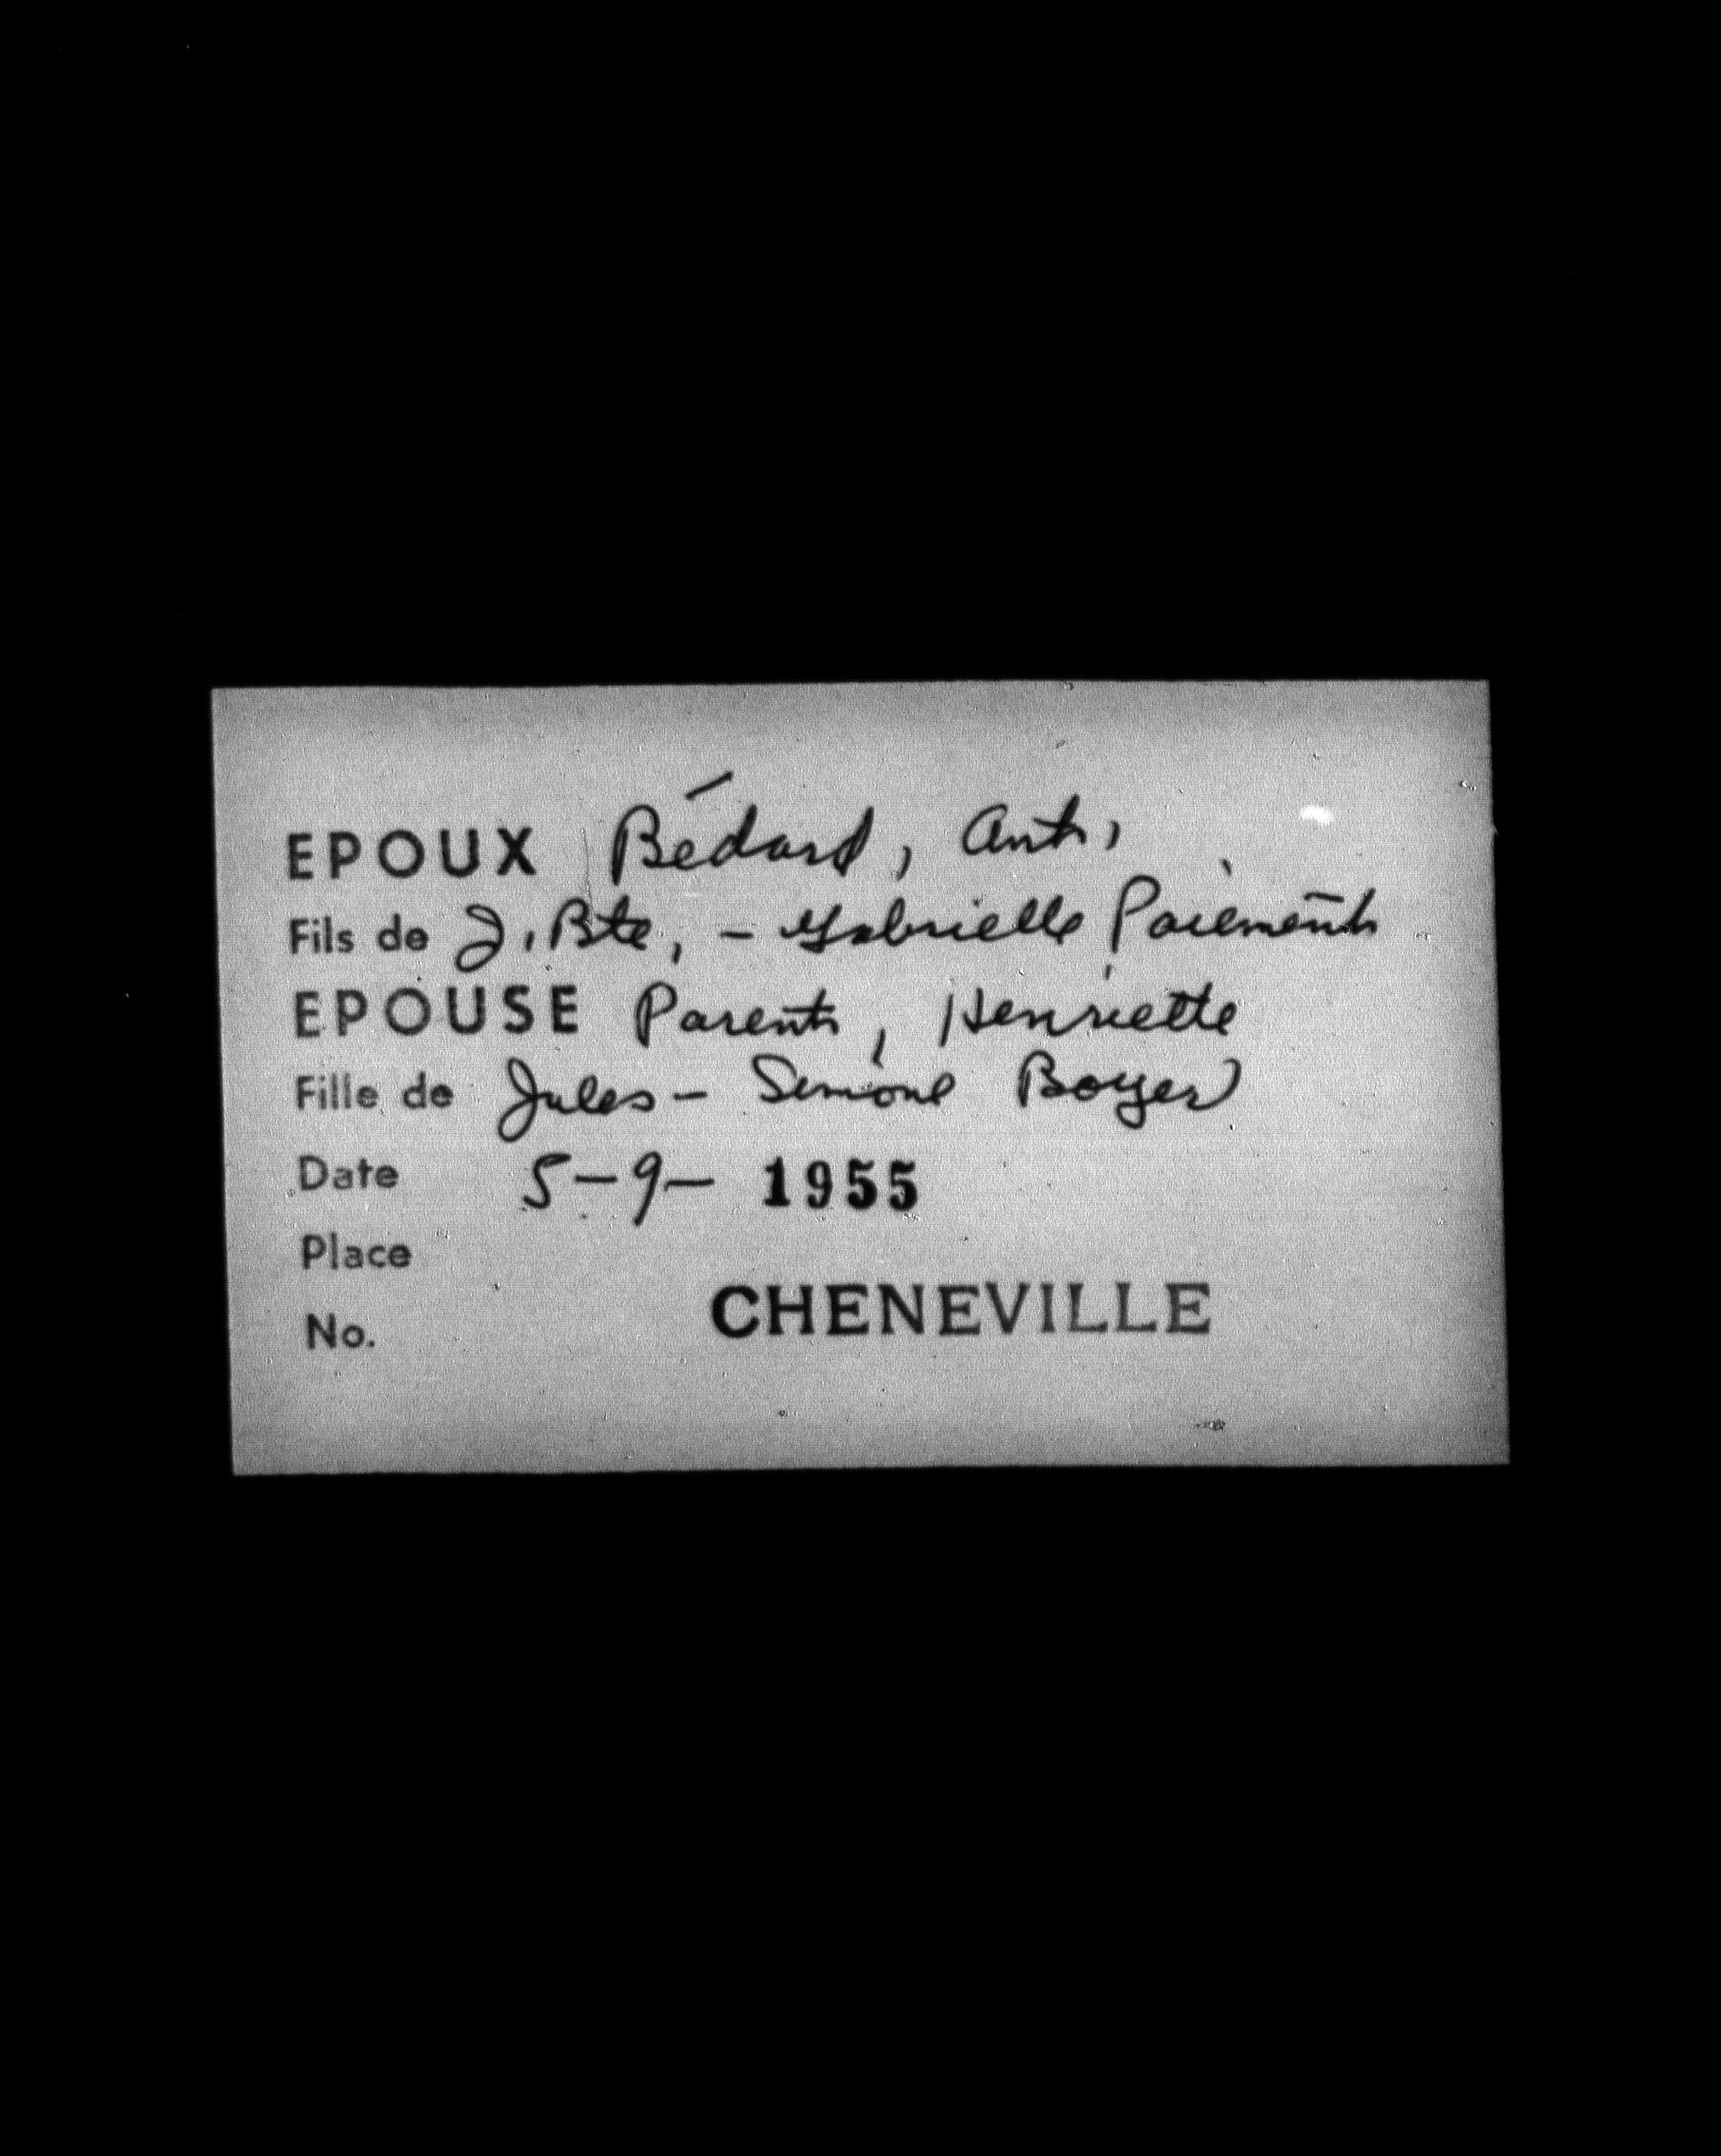 EPOUX Bédard, Ant,
Fils de J, Bte, - Gabrielle Paiement
EPOUSE Parent, Henriette
Fille de Jules - Simone Boyer
Date 5-9- 1955
Place
CHENEVILLE
No.